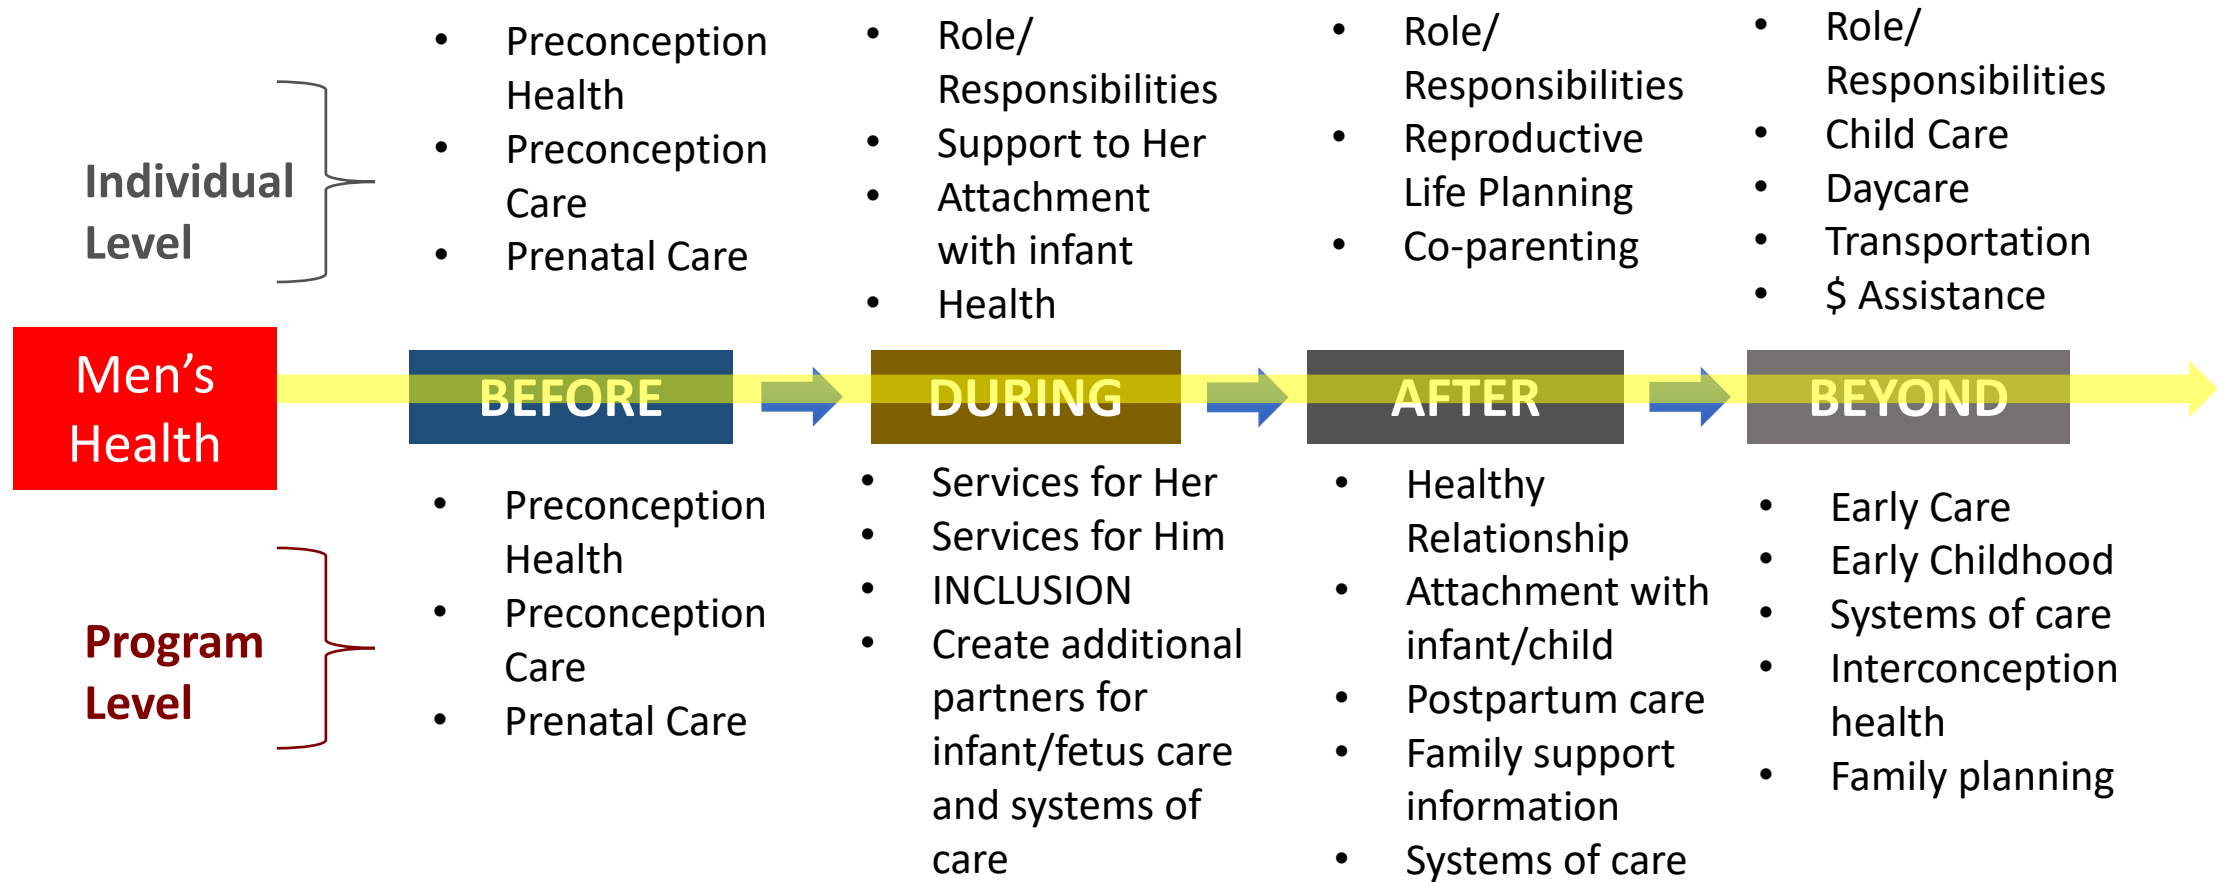 Individual
Level
• Preconception
Health
• Preconception
Care
• Prenatal Care
• Role/
Responsibilities
• Support to Her
• Attachment
with infant
• Health
• Role/
Responsibilities
• Reproductive
Life Planning
• Co-parenting
• Role/
Responsibilities
• Child Care
• Daycare
• Transportation
• $ Assistance
Men’s
Health
BEFORE
DURING
AFTER
BEYOND
Program
Level
• Preconception
Health
• Preconception
Care
• Prenatal Care
• Services for Her
• Services for Him
• INCLUSION
• Create additional
partners for
infant/fetus care
and systems of
care
• Healthy
Relationship
• Attachment with
infant/child
• Postpartum care
• Family support
information
• Systems of care
• Early Care
• Early Childhood
• Systems of care
• Interconception
health
• Family planning